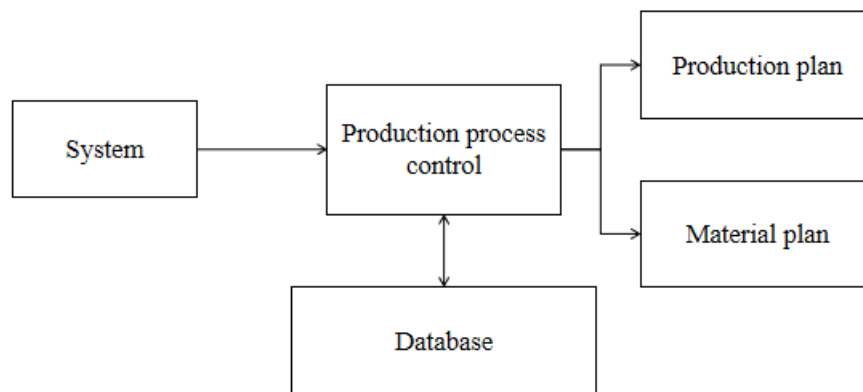 Production plan
System
Production process
control
Material plan
Database